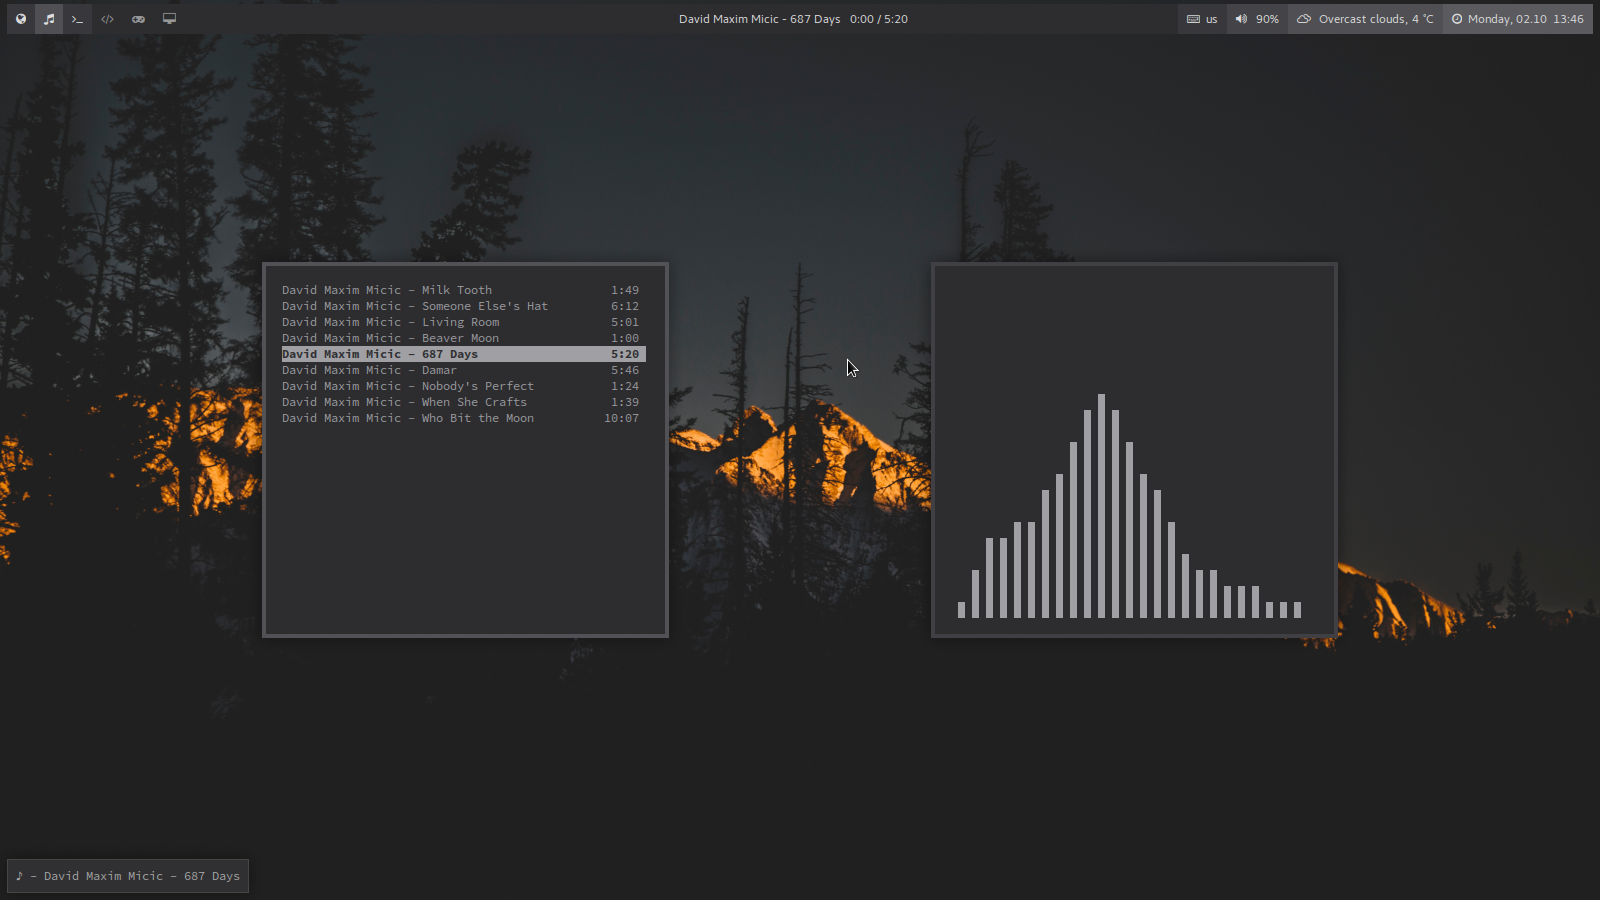 David Maxim Micic - 687 Days 0:00 / 5:20
us 90% Overcast clouds, 4 °C Monday, 02.10 13:46
David Maxim Micic - Milk Tooth 1:49
David Maxim Micic - Someone Else's Hat 6:12
David Maxim Micic - Living Room 5:01
David Maxim Micic - Beaver Moon 1:00
David Maxim Micic - 687 Days 5:20
David Maxim Micic - Damar 5:46
David Maxim Micic - Nobody's Perfect 1:24
David Maxim Micic - When She Crafts 1:39
David Maxim Micic - Who Bit the Moon 10:07
♪ - David Maxim Micic - 687 Days